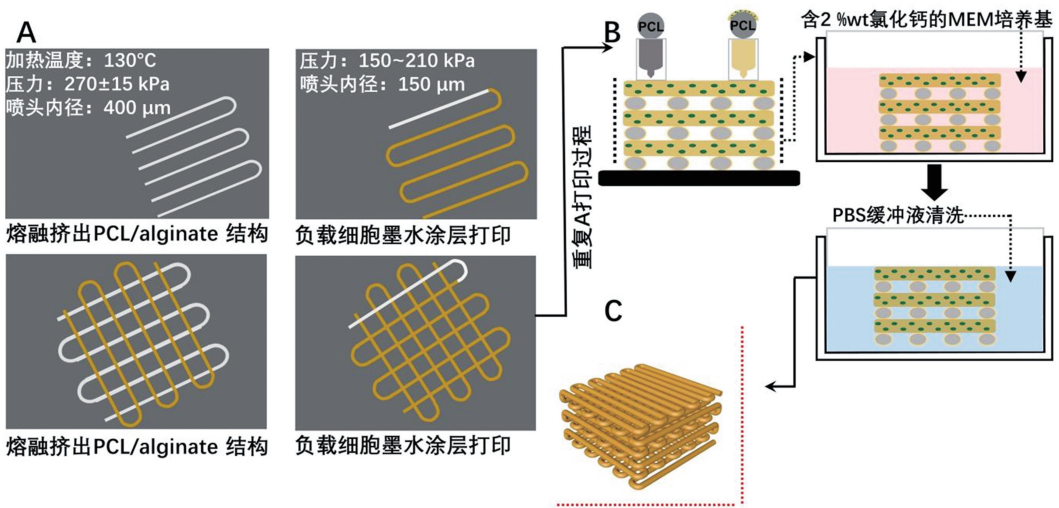 A
加热温度：130°C
压力：270±15 kPa
喷头内径：400 μm
熔融挤出PCL/alginate 结构
压力：150~210 kPa
喷头内径：150 μm
负载细胞墨水涂层打印
熔融挤出PCL/alginate 结构
负载细胞墨水涂层打印
重复A打印过程
B
PCL
PCL
含2 %wt氯化钙的MEM培养基
PBS缓冲液清洗
C